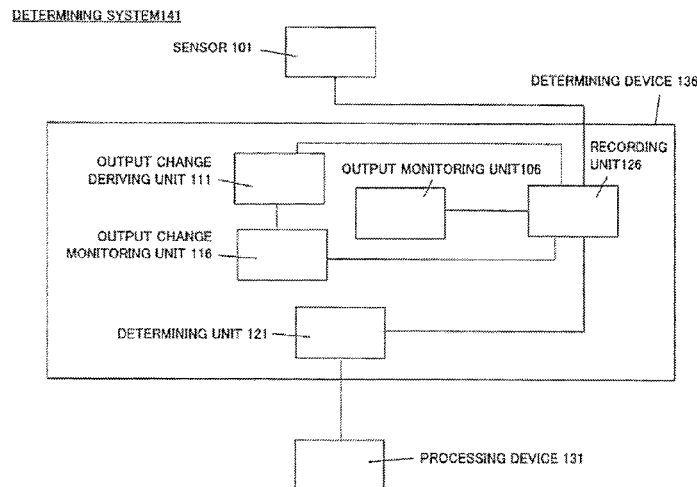 DETERMINING SYSTEM141
SENSOR 101
DETERMINING DEVICE 136
OUTPUT CHANGE
DERIVING UNIT 111
OUTPUT MONITORING UNIT106
RECORDING
UNIT126
OUTPUT CHANGE
MONITORING UNIT 116
DETERMINING UNIT 121
PROCESSING DEVICE 131